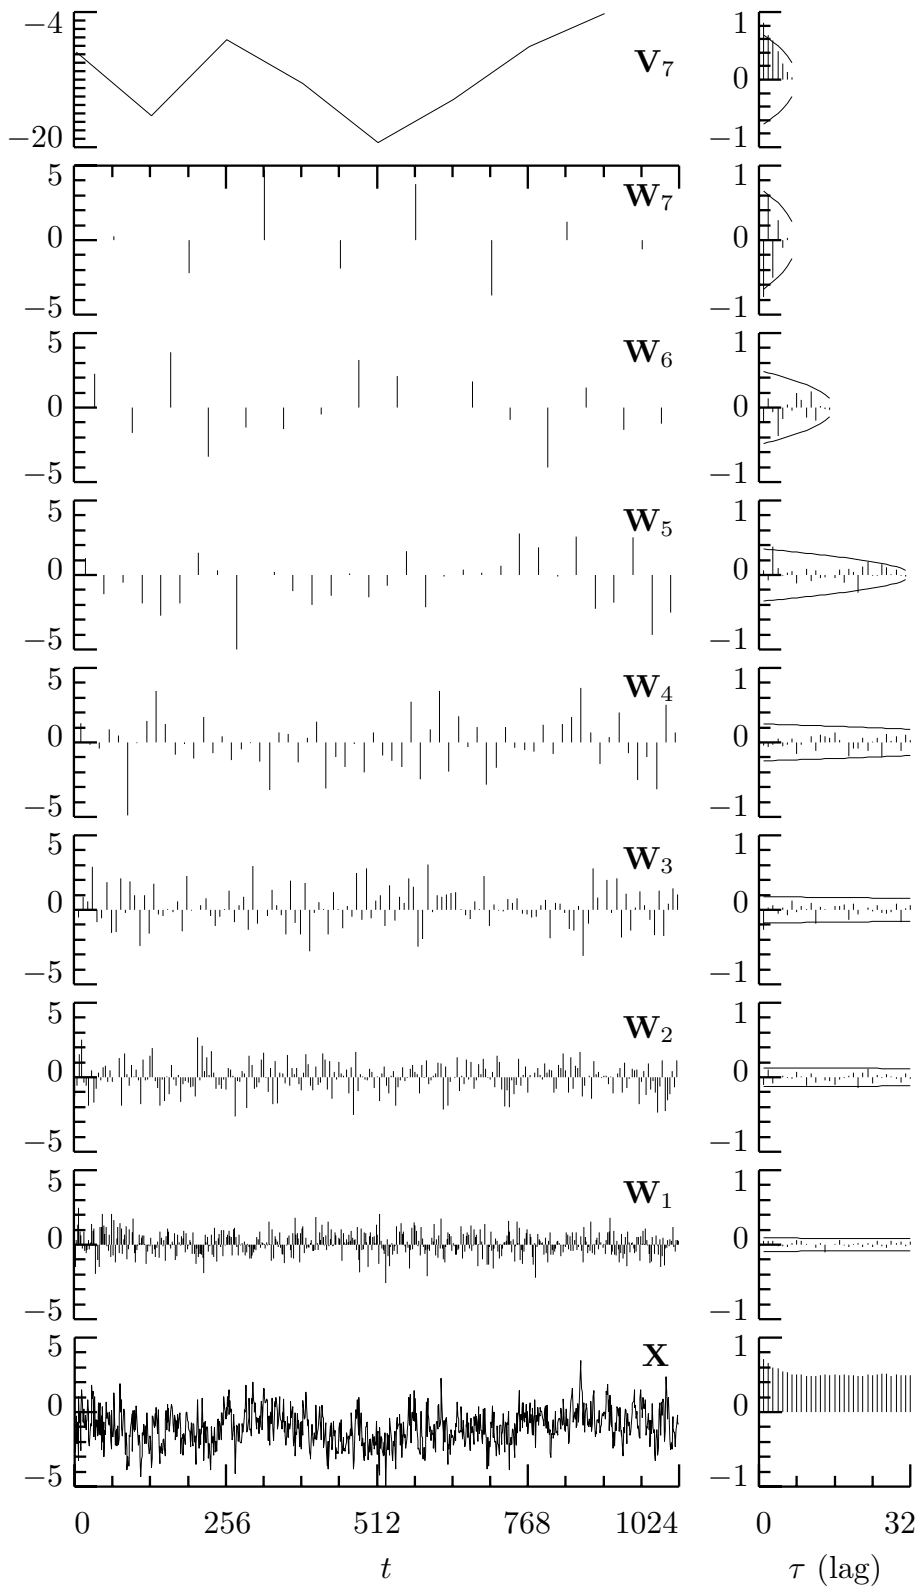 −4 V₇ 1
0
−20 −1
5 W₇ 1
0 0
−5 −1
5 W₆ 1
0 0
−5 −1
5 W₅ 1
0 0
−5 −1
5 W₄ 1
0 0
−5 −1
5 W₃ 1
0 0
−5 −1
5 W₂ 1
0 0
−5 −1
5 W₁ 1
0 0
−5 −1
5 X 1
0 0
−5 −1
0 256 512 768 1024 0 32
t τ (lag)